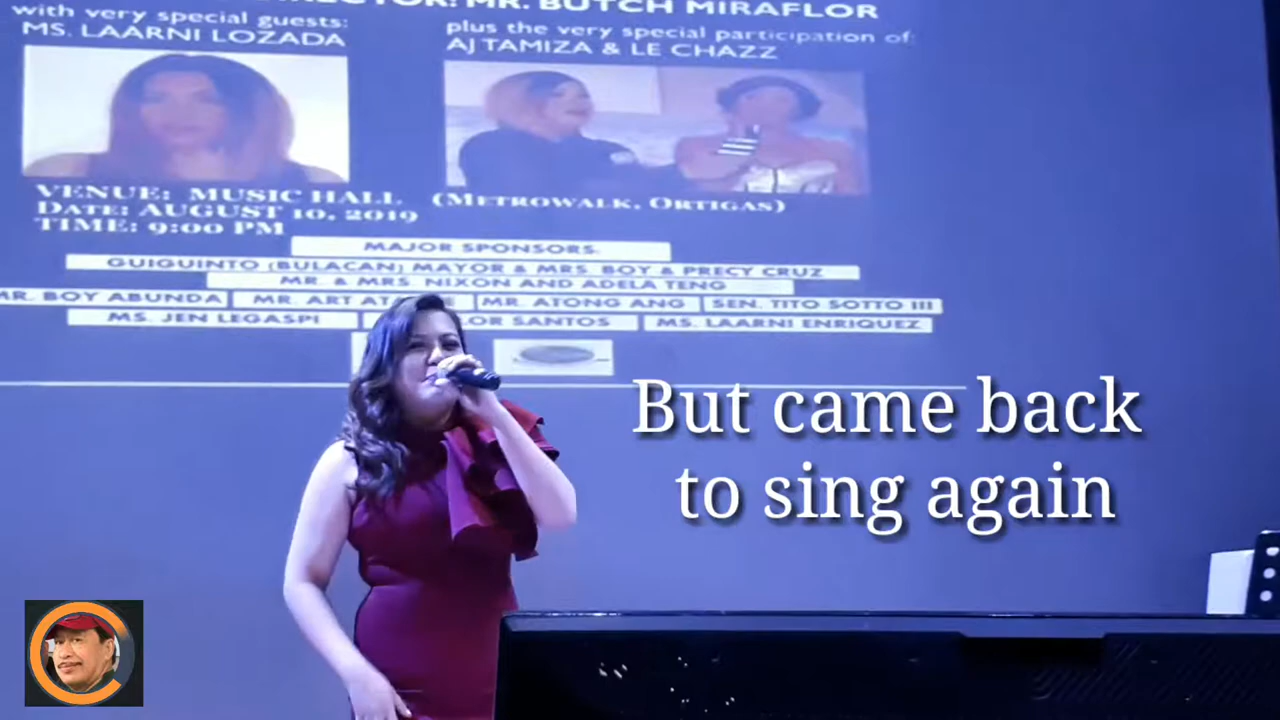 DIRECTOR: MR. BUTCH MIRAFLOR
with very special guests:
MS. LAARNI LOZADA
plus the very special participation of:
AJ TAMIZA & LE CHAZZ
VENUE: MUSIC HALL (METROWALK, ORTIGAS)
DATE: AUGUST 10, 2019
TIME: 9:00 PM
MAJOR SPONSORS
GUIGUINTO (BULACAN) MAYOR & MRS. BOY & PRECY CRUZ
MR. & MRS. NIXON AND ADELA TENG
MR. BOY ABUNDA MR. ART MR. ATONG ANG SEN. TITO SOTTO III
MS. JEN LEGASPI SANTOS MS. LAARNI ENRIQUEZ
But came back
to sing again